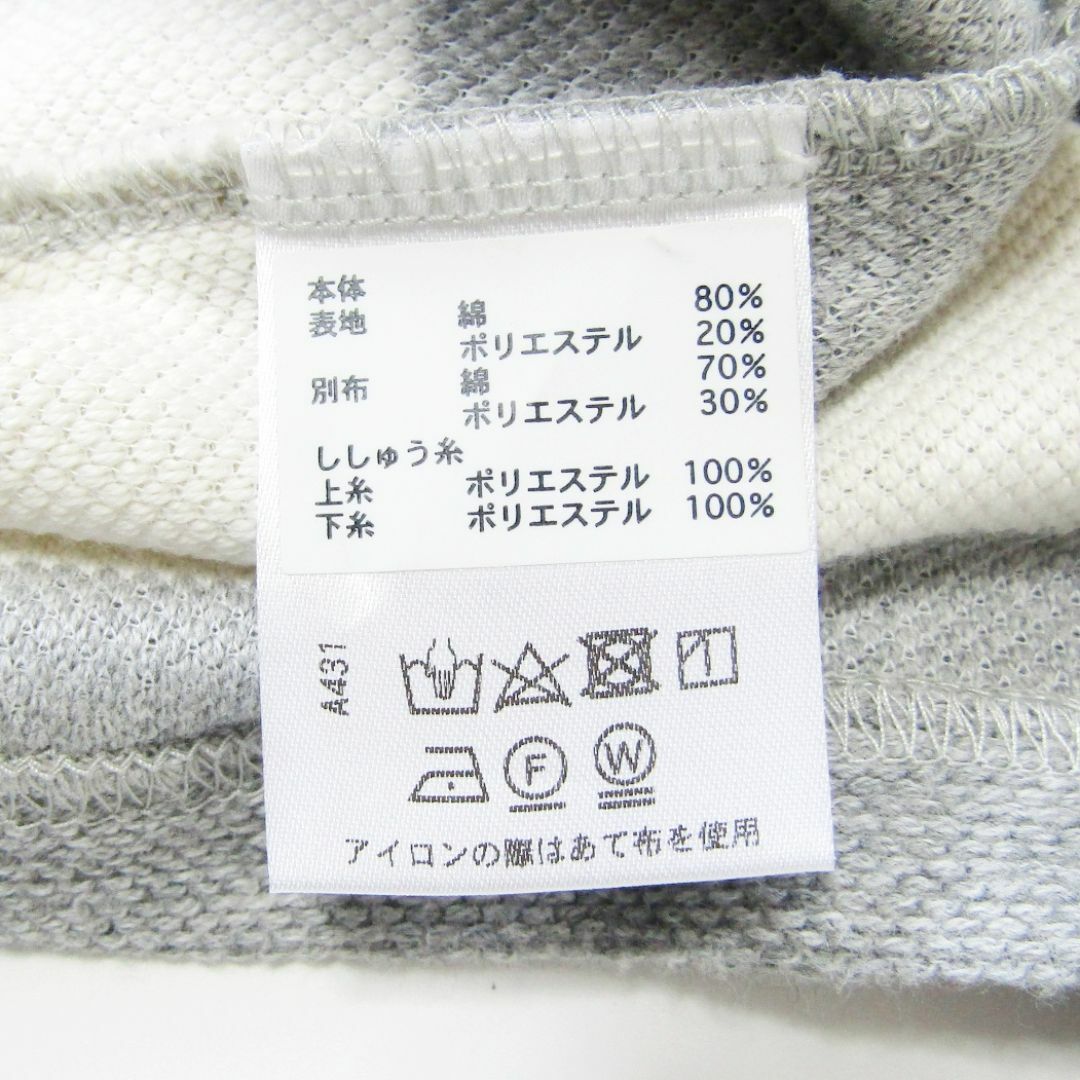 本体
表地 綿 80%
ポリエステル 20%
別布 綿 70%
ポリエステル 30%
ししゅう糸
上糸 ポリエステル 100%
下糸 ポリエステル 100%
A431
F W
アイロンの際はあて布を使用